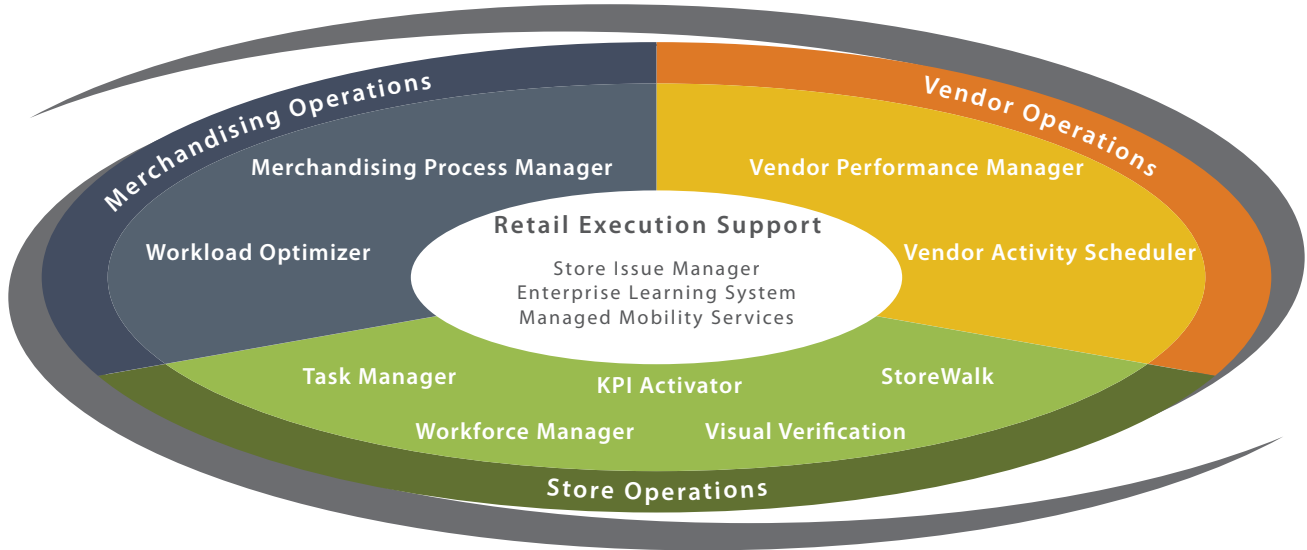 Merchandising Operations
Vendor Operations
Merchandising Process Manager
Vendor Performance Manager
Workload Optimizer
Vendor Activity Scheduler
Retail Execution Support
Store Issue Manager
Enterprise Learning System
Managed Mobility Services
Task Manager
KPI Activator
StoreWalk
Workforce Manager
Visual Verification
Store Operations